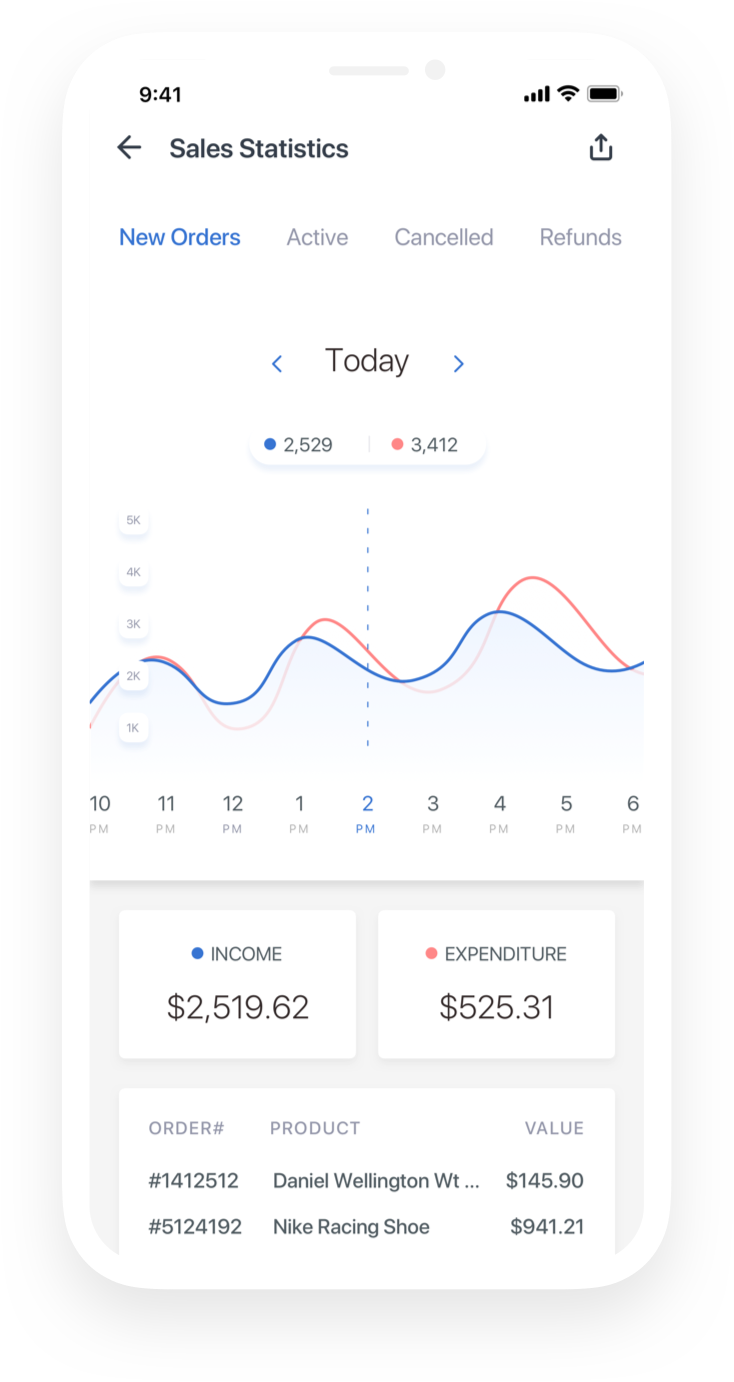 9:41
Sales Statistics
New Orders Active Cancelled Refunds
Today
2,529 3,412
5K
4K
3K
2K
1K
10 11 12 1 2 3 4 5 6
PM PM PM PM PM PM PM PM PM
INCOME EXPENDITURE
$2,519.62 $525.31
ORDER# PRODUCT VALUE
#1412512 Daniel Wellington Wt ... $145.90
#5124192 Nike Racing Shoe $941.21